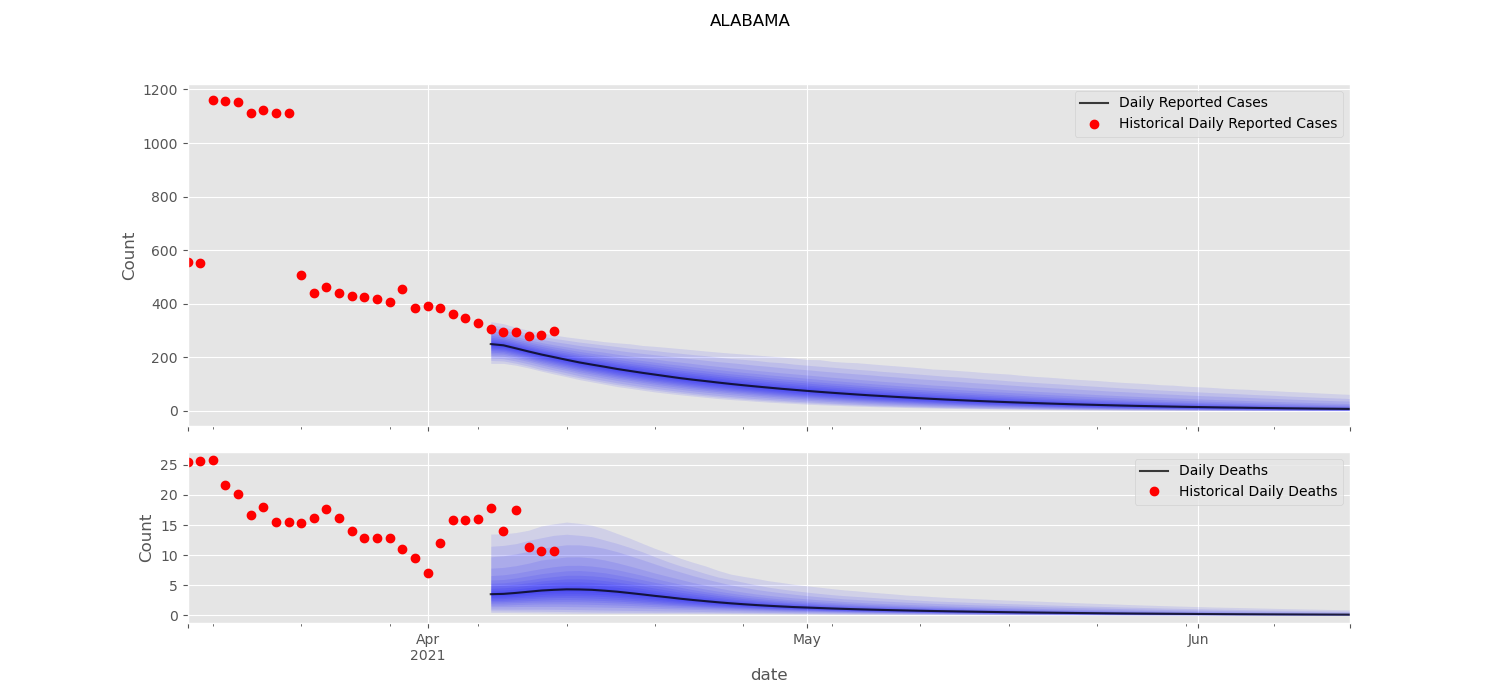 ALABAMA
Count
1200
1000
800
600
400
200
0
Daily Reported Cases
Historical Daily Reported Cases
Count
25
20
15
10
5
0
Daily Deaths
Historical Daily Deaths
Apr
2021
May
Jun
date